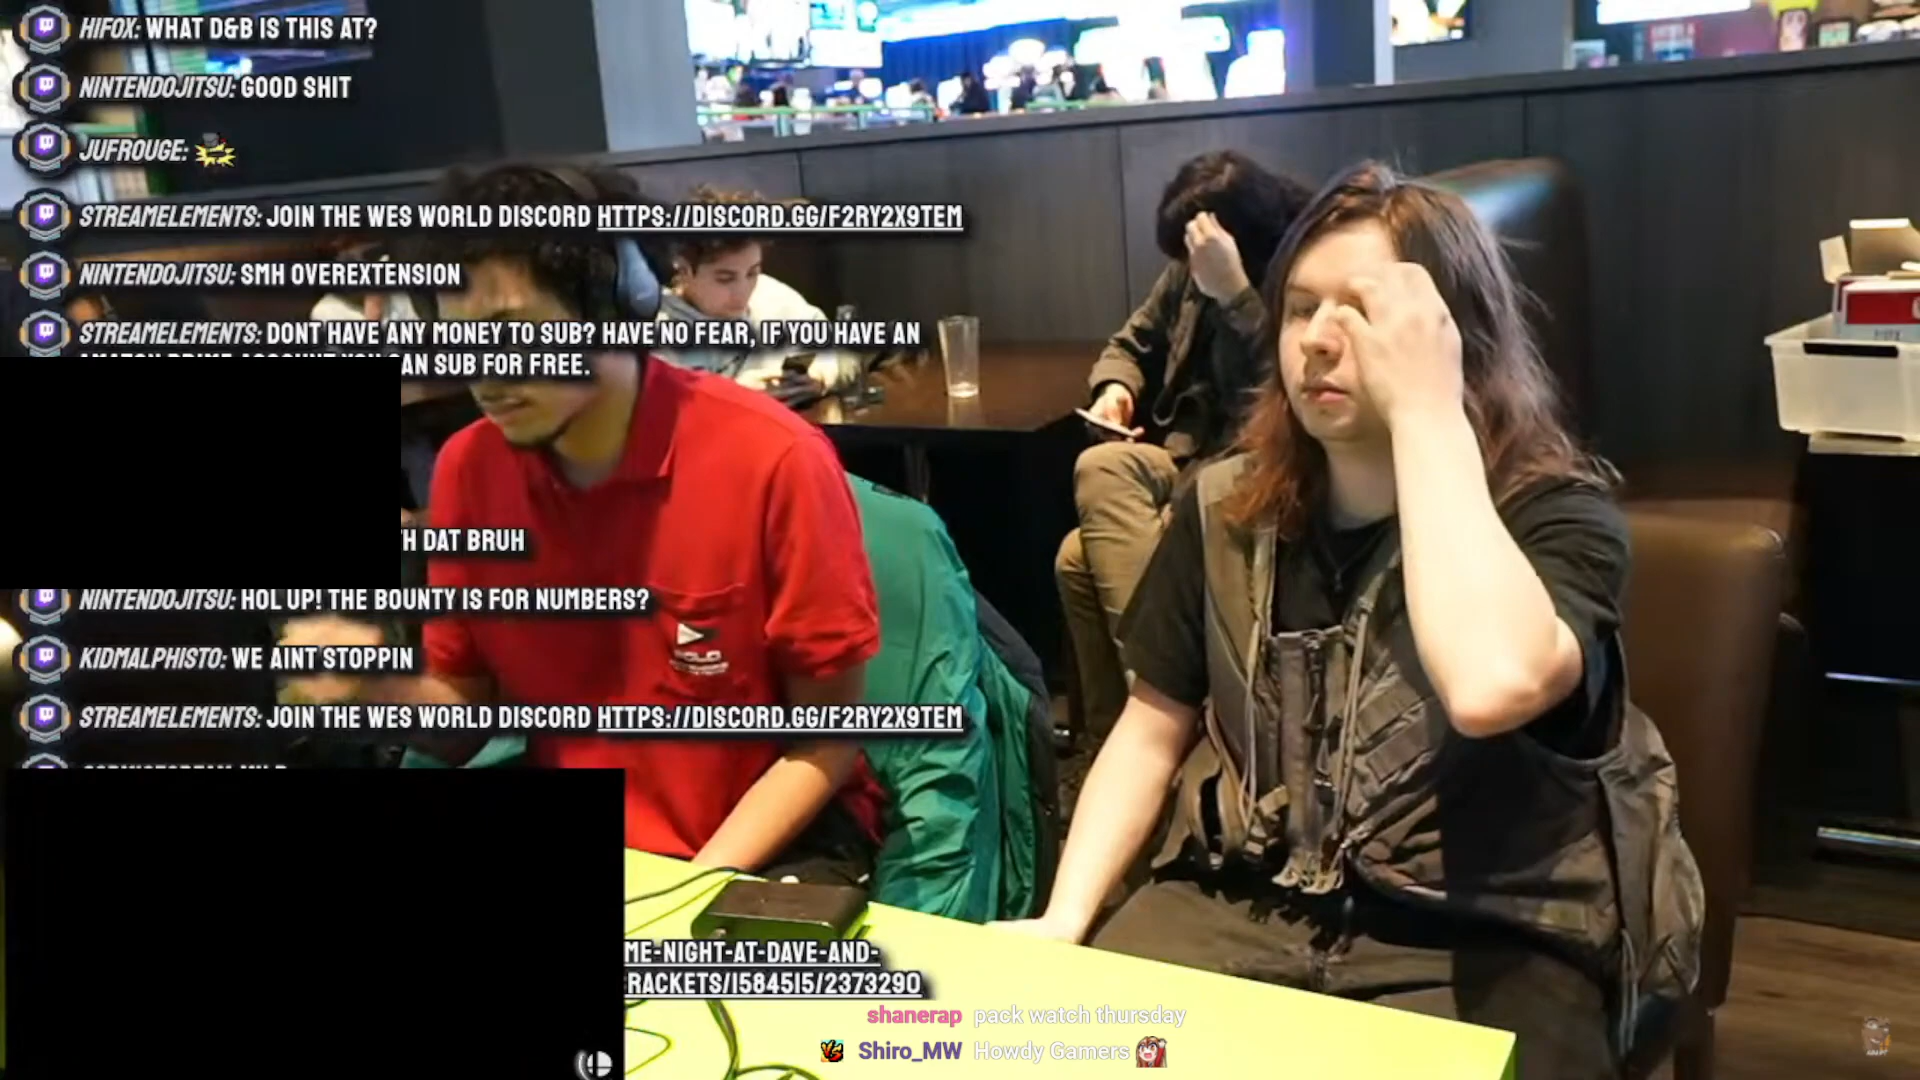 HIFOX: WHAT D&B IS THIS AT?
NINTENDOJITSU: GOOD SHIT
JUFROUGE:
STREAMELEMENTS: JOIN THE WES WORLD DISCORD HTTPS://DISCORD.GG/F2RY2X9TEM
NINTENDOJITSU: SMH OVEREXTENSION
STREAMELEMENTS: DONT HAVE ANY MONEY TO SUB? HAVE NO FEAR, IF YOU HAVE AN
AN SUB FOR FREE.
H DAT BRUH
NINTENDOJITSU: HOL UP! THE BOUNTY IS FOR NUMBERS?
KIDMALPHISTO: WE AINT STOPPIN
STREAMELEMENTS: JOIN THE WES WORLD DISCORD HTTPS://DISCORD.GG/F2RY2X9TEM
ME-NIGHT-AT-DAVE-AND-
RACKETS/1584515/2373290
shanerap pack watch thursday
Shiro_MW Howdy Gamers